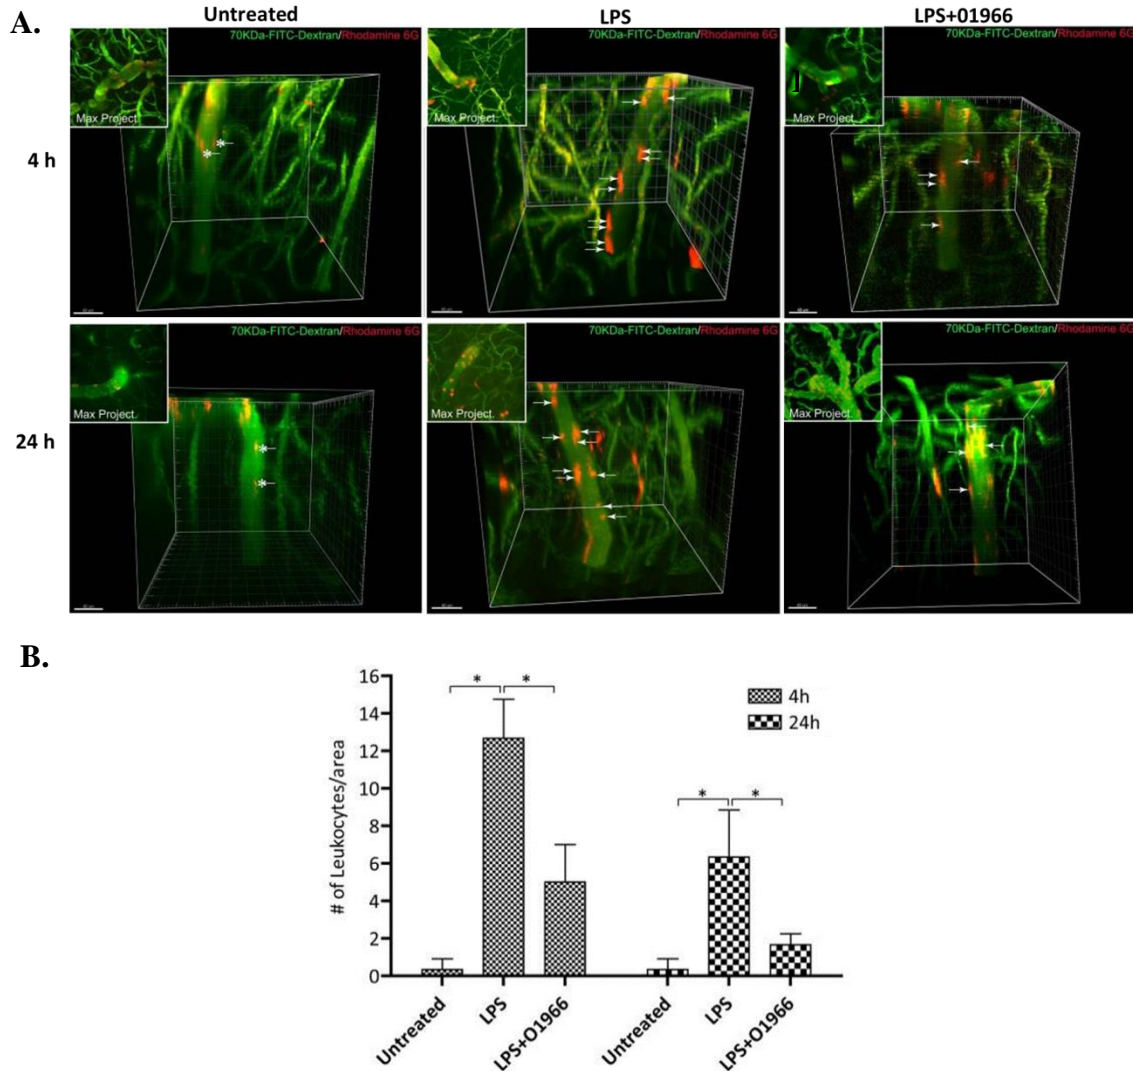 A.
Untreated
LPS
LPS+01966
4 h
70KDa-FITC-Dextran/Rhodamine 6G
Max Project.
70KDa-FITC-Dextran/Rhodamine 6G
Max Project.
70KDa-FITC-Dextran/Rhodamine 6G
Max Project.
24 h
70KDa-FITC-Dextran/Rhodamine 6G
Max Project.
70KDa-FITC-Dextran/Rhodamine 6G
Max Project.
70KDa-FITC-Dextran/Rhodamine 6G
Max Project.
B.
# of Leukocytes/area
16
14
12
10
8
6
4
2
0
* *
* *
4h
24h
Untreated
LPS
LPS+O1966
Untreated
LPS
LPS+O1966